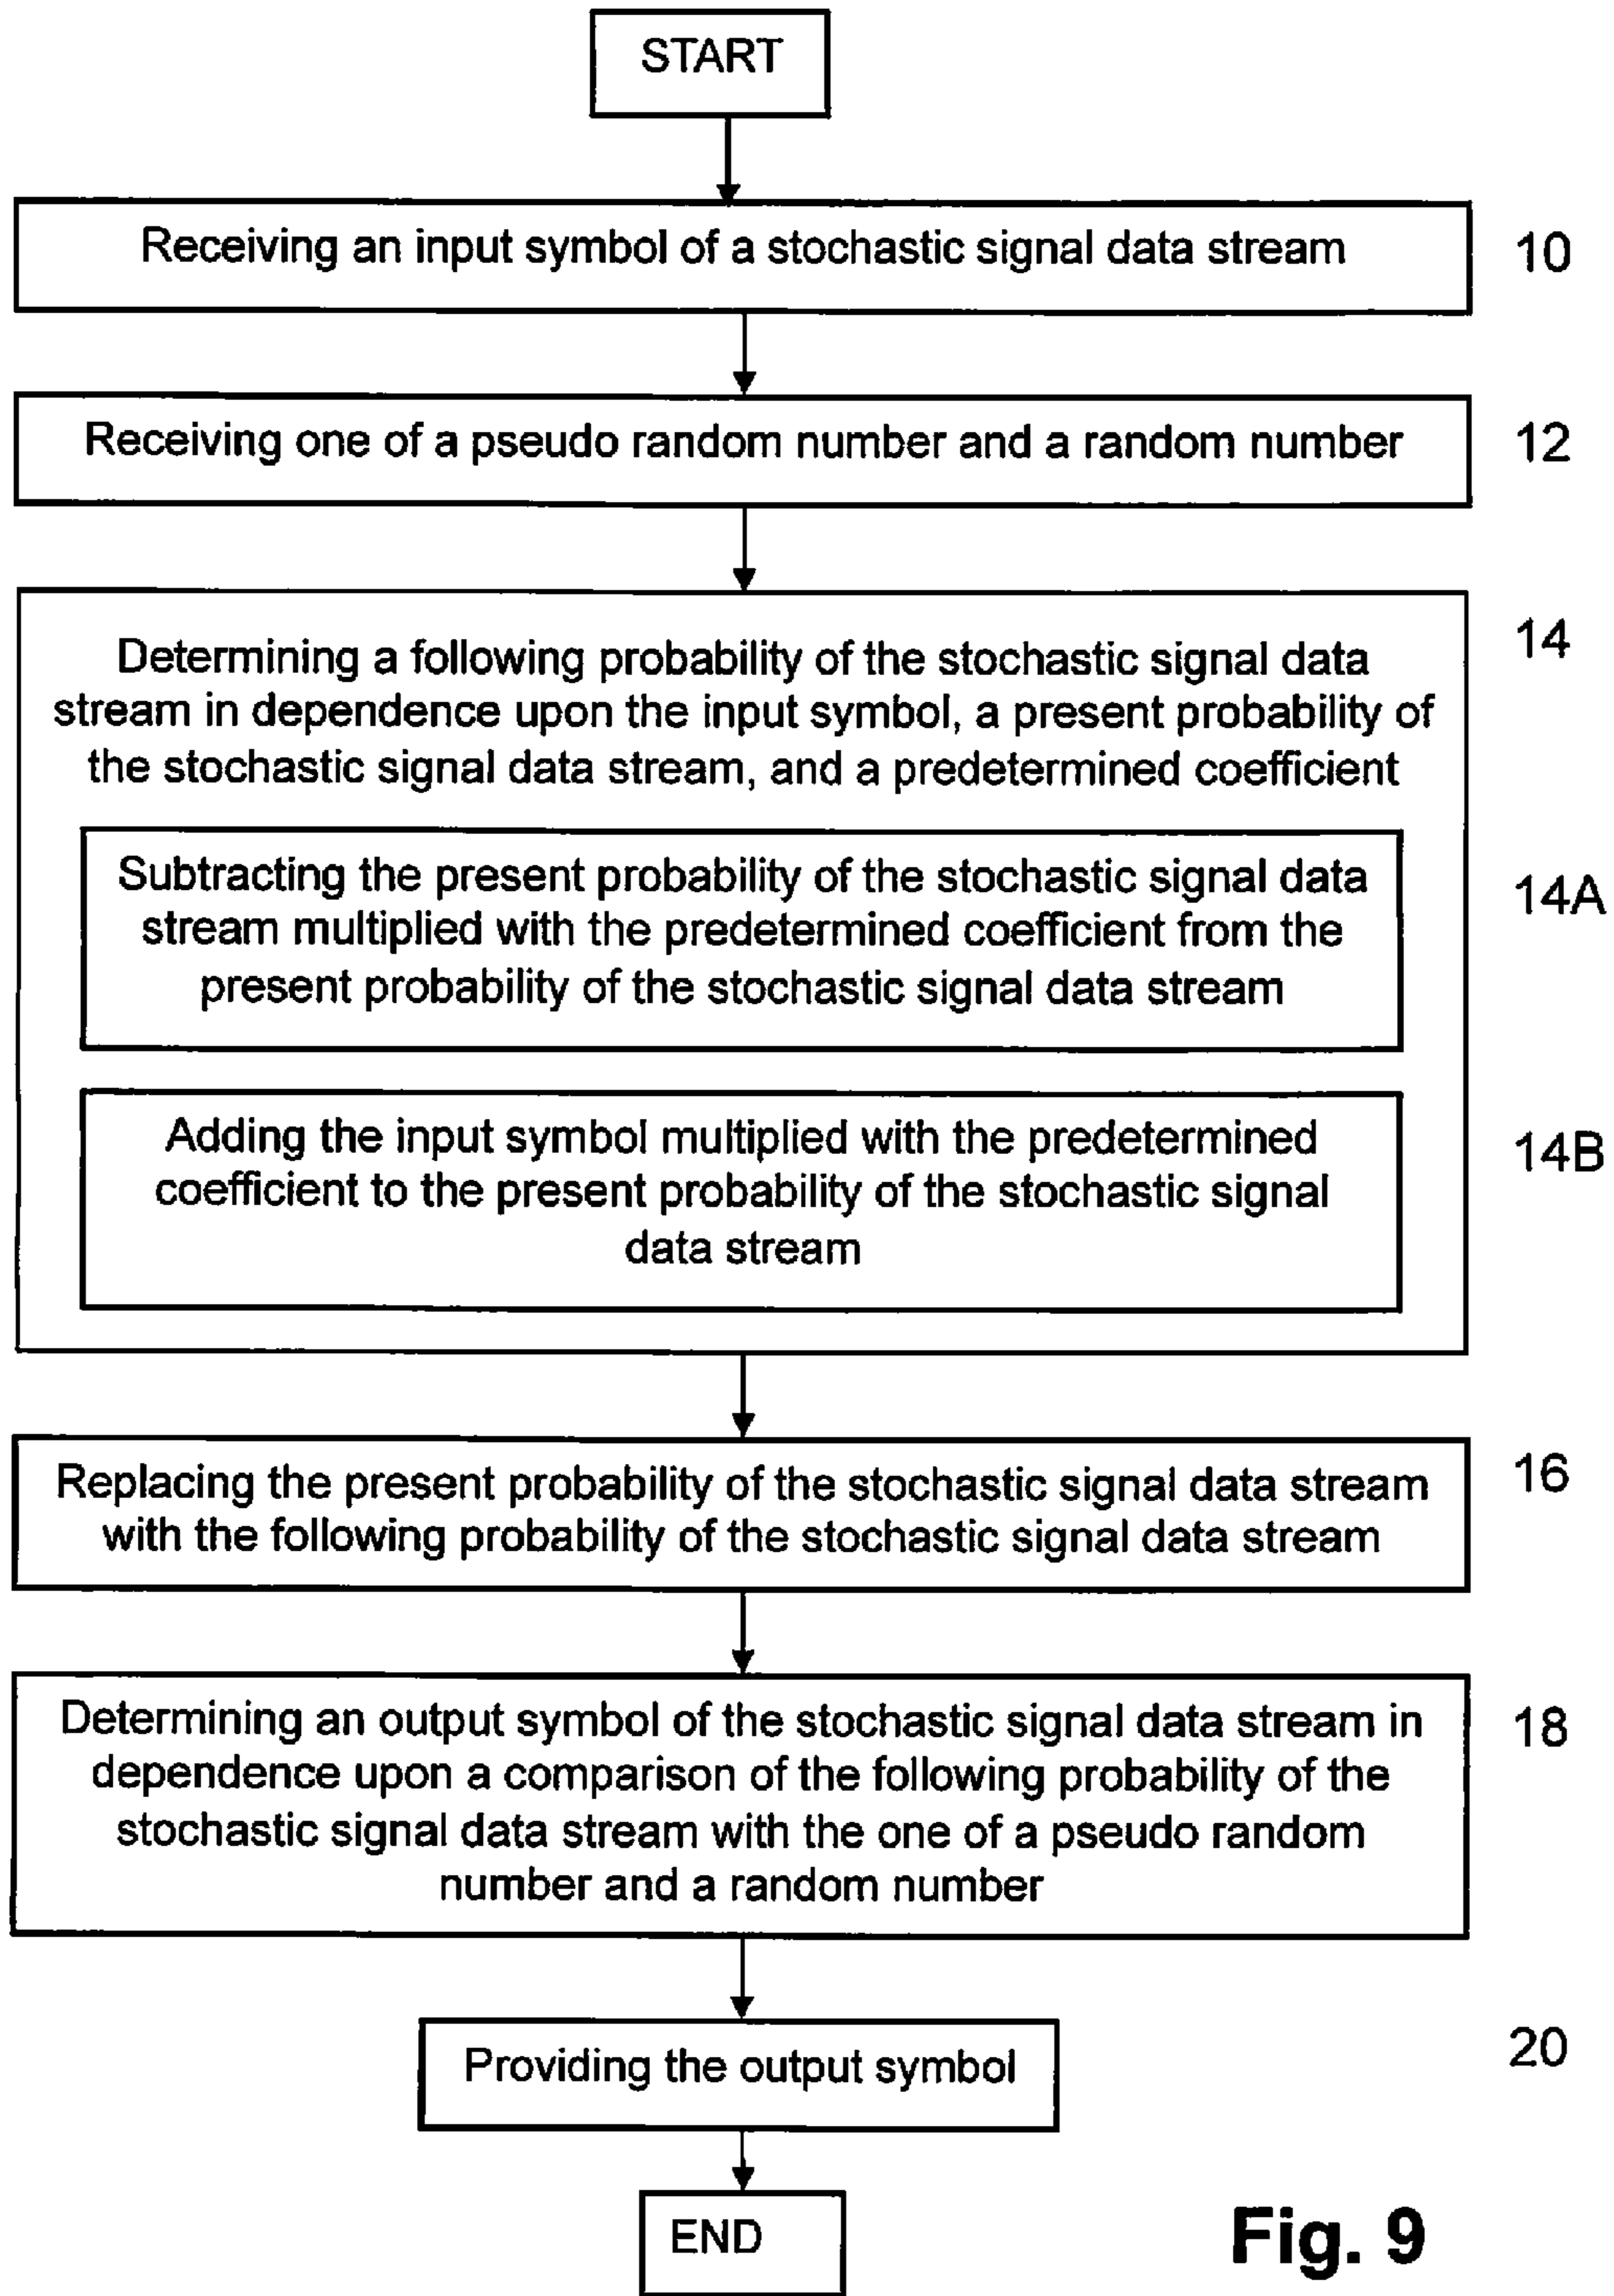 START
Receiving an input symbol of a stochastic signal data stream
10
Receiving one of a pseudo random number and a random number
12
Determining a following probability of the stochastic signal data
stream in dependence upon the input symbol, a present probability of
the stochastic signal data stream, and a predetermined coefficient
14
Subtracting the present probability of the stochastic signal data
stream multiplied with the predetermined coefficient from the
present probability of the stochastic signal data stream
14A
Adding the input symbol multiplied with the predetermined
coefficient to the present probability of the stochastic signal
data stream
14B
Replacing the present probability of the stochastic signal data stream
with the following probability of the stochastic signal data stream
16
Determining an output symbol of the stochastic signal data stream in
dependence upon a comparison of the following probability of the
stochastic signal data stream with the one of a pseudo random
number and a random number
18
Providing the output symbol
20
END
Fig. 9